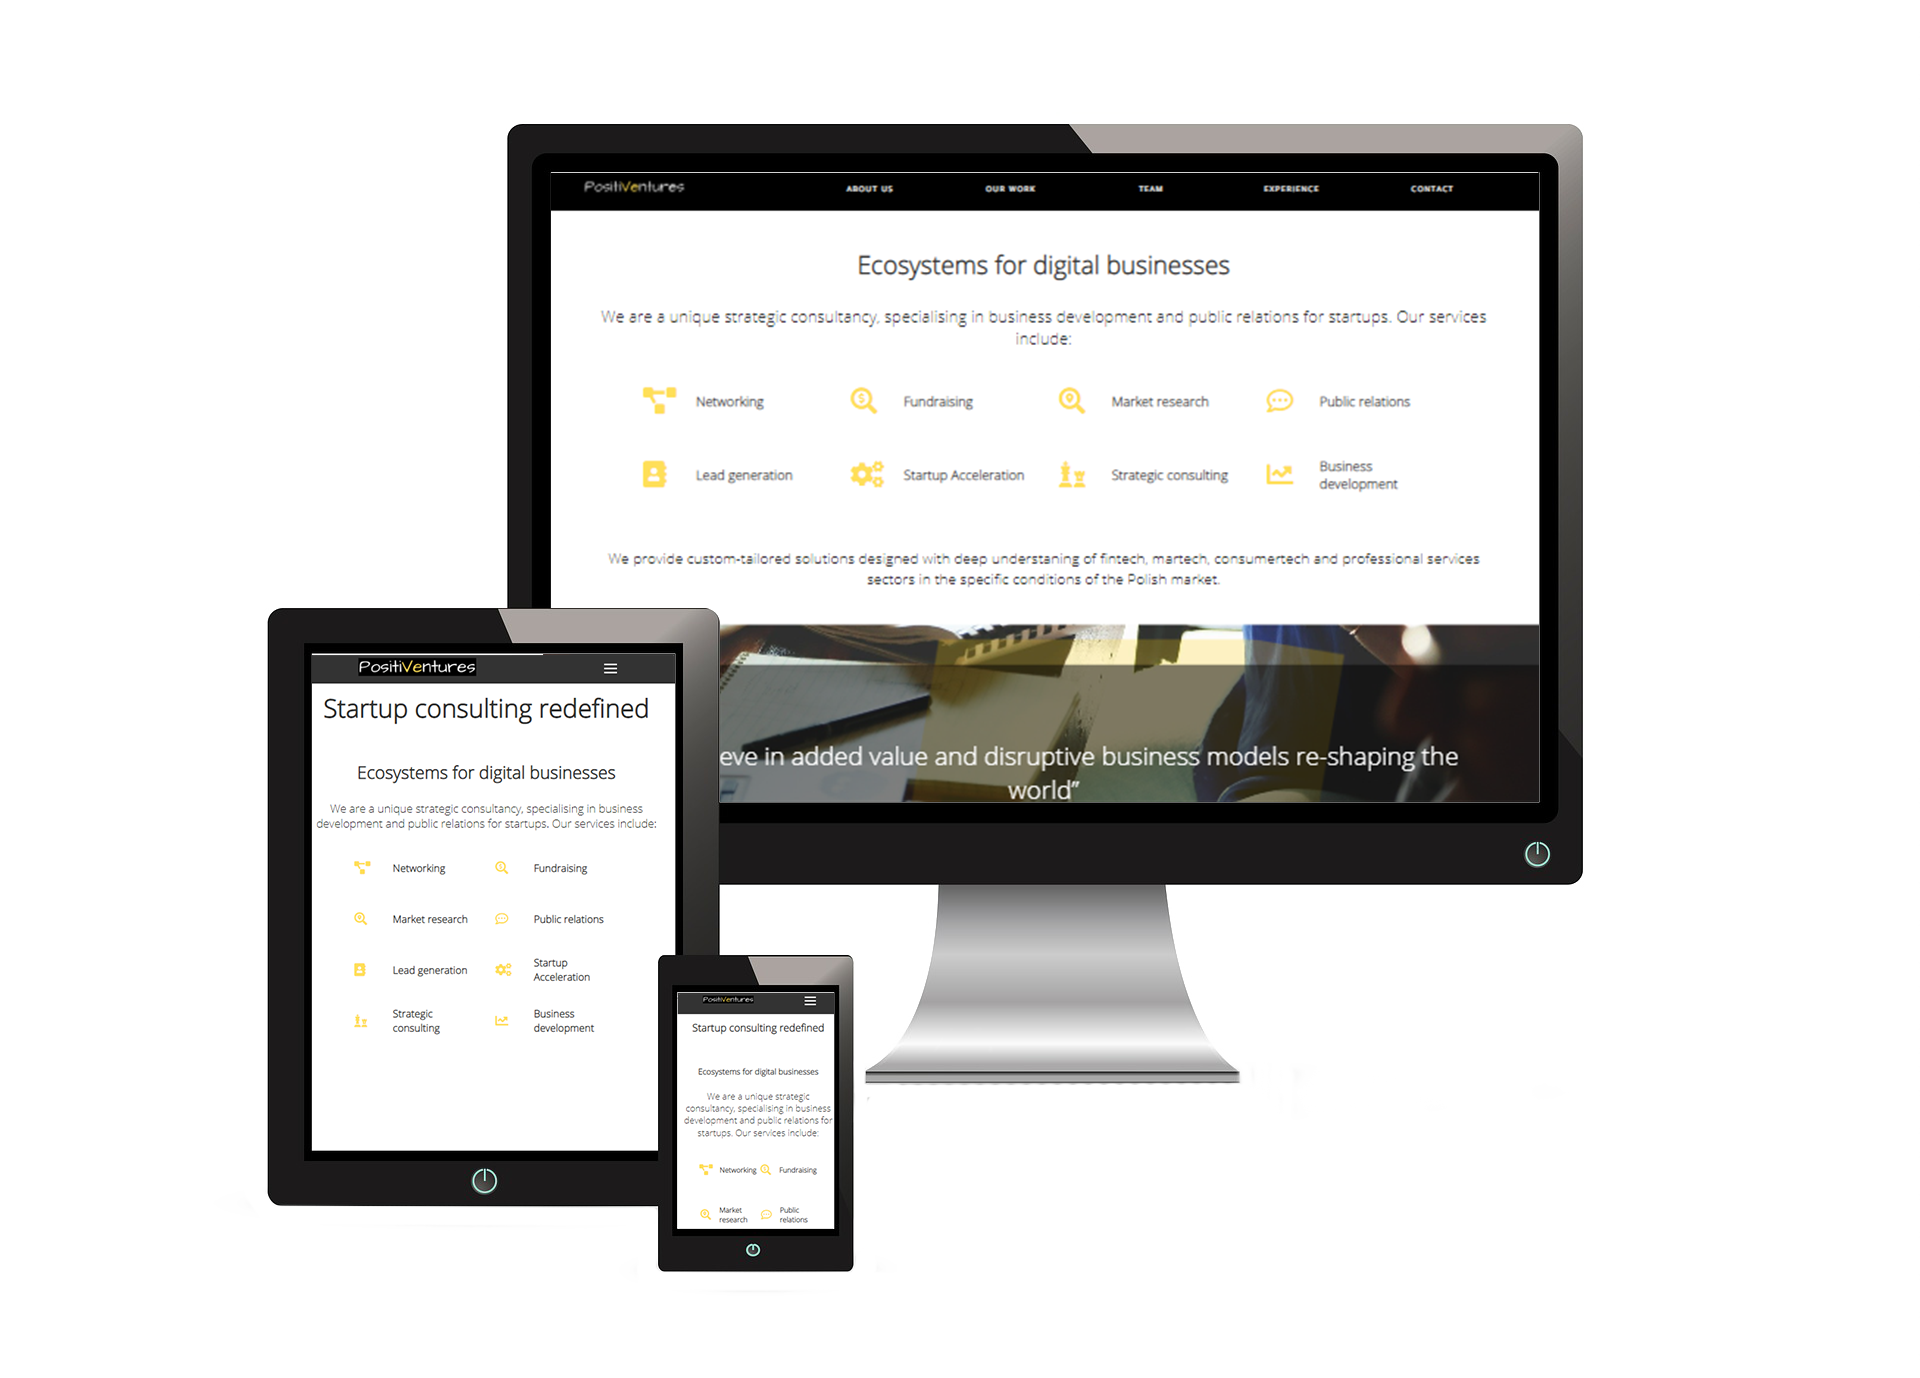 PositiVentures
ABOUT US
OUR WORK
TEAM
EXPERIENCE
CONTACT
Ecosystems for digital businesses
We are a unique strategic consultancy, specialising in business development and public relations for startups. Our services
include:
Networking
Fundraising
Market research
Public relations
Lead generation
Startup Acceleration
Strategic consulting
Business
development
We provide custom-tailored solutions designed with deep understaning of fintech, martech, consumertech and professional services
sectors in the specific conditions of the Polish market.
eve in added value and disruptive business models re-shaping the
world”
PositiVentures
Startup consulting redefined
Ecosystems for digital businesses
We are a unique strategic consultancy, specialising in business
development and public relations for startups. Our services include:
Networking
Fundraising
Market research
Public relations
Lead generation
Startup
Acceleration
Strategic
consulting
Business
development
PositiVentures
Startup consulting redefined
Ecosystems for digital businesses
We are a unique strategic
consultancy, specialising in business
development and public relations for
startups. Our services include:
Networking
Fundraising
Market
research
Public
relations